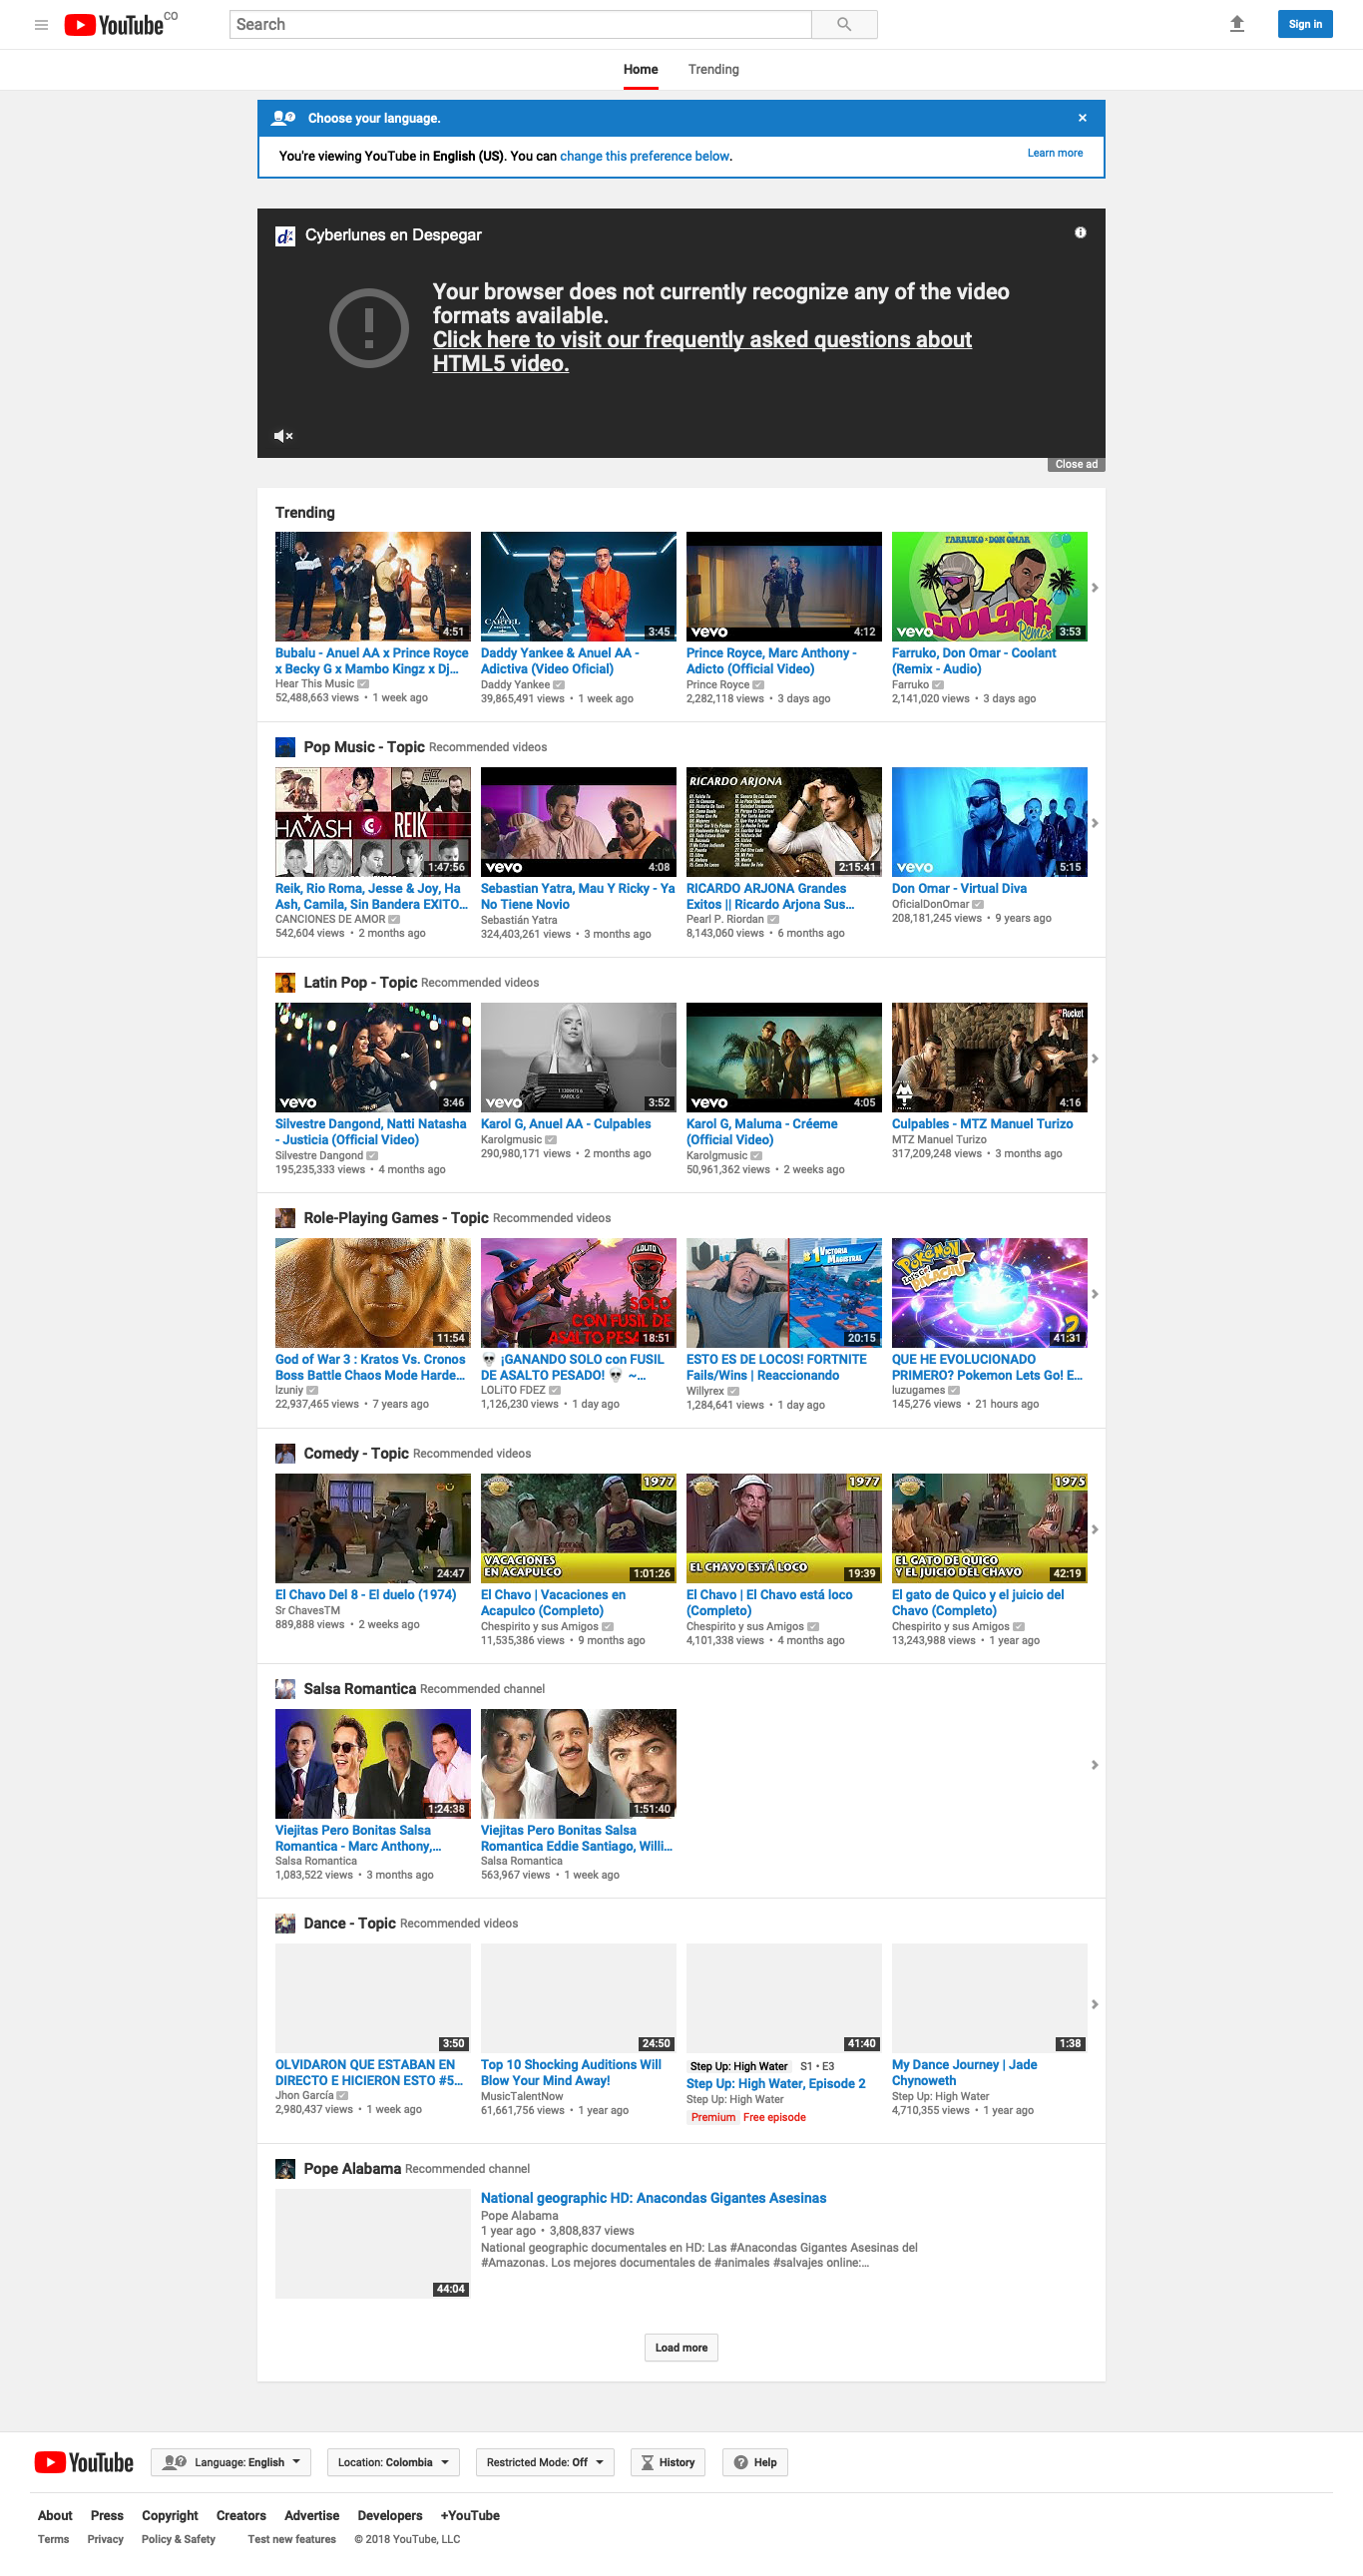 YouTube CO
Search
Sign in
Home Trending
Choose your language.
×
You're viewing YouTube in English (US). You can change this preference below.
Learn more
Cyberlunes en Despegar
Your browser does not currently recognize any of the video
formats available.
Click here to visit our frequently asked questions about
HTML5 video.
Close ad
Trending
4:51
3:45
vevo 4:12
FARRUKO x DON OMAR
Coolant
Remix
vevo 3:53
Bubalu - Anuel AA x Prince Royce
x Becky G x Mambo Kingz x Dj...
Hear This Music
52,488,663 views • 1 week ago
Daddy Yankee & Anuel AA -
Adictiva (Video Oficial)
Daddy Yankee
39,865,491 views • 1 week ago
Prince Royce, Marc Anthony -
Adicto (Official Video)
Prince Royce
2,282,118 views • 3 days ago
Farruko, Don Omar - Coolant
(Remix - Audio)
Farruko
2,141,020 views • 3 days ago
Pop Music - Topic Recommended videos
HA★ASH
REIK
1:47:56
vevo 4:08
RICARDO ARJONA
2:15:41
vevo 5:15
Reik, Rio Roma, Jesse & Joy, Ha
Ash, Camila, Sin Bandera EXITO...
CANCIONES DE AMOR
542,604 views • 2 months ago
Sebastian Yatra, Mau Y Ricky - Ya
No Tiene Novio
Sebastián Yatra
324,403,261 views • 3 months ago
RICARDO ARJONA Grandes
Exitos || Ricardo Arjona Sus...
Pearl P. Riordan
8,143,060 views • 6 months ago
Don Omar - Virtual Diva
OficialDonOmar
208,181,245 views • 9 years ago
Latin Pop - Topic Recommended videos
vevo 3:46
KAROL G
vevo 3:52
vevo 4:05
Rocket
4:16
Silvestre Dangond, Natti Natasha
- Justicia (Official Video)
Silvestre Dangond
195,235,333 views • 4 months ago
Karol G, Anuel AA - Culpables
Karolgmusic
290,980,171 views • 2 months ago
Karol G, Maluma - Créeme
(Official Video)
Karolgmusic
50,961,362 views • 2 weeks ago
Culpables - MTZ Manuel Turizo
MTZ Manuel Turizo
317,209,248 views • 3 months ago
Role-Playing Games - Topic Recommended videos
11:54
LOLITO
SOLO
CON FUSIL DE
ASALTO PESA
18:51
#1 VICTORIA
MAGISTRAL
20:15
POKéMON
LET'S GO
PIKACHU
2
41:31
God of War 3 : Kratos Vs. Cronos
Boss Battle Chaos Mode Harde...
Izuniy
22,937,465 views • 7 years ago
💀 ¡GANANDO SOLO con FUSIL
DE ASALTO PESADO! 💀 ~...
LOLiTO FDEZ
1,126,230 views • 1 day ago
ESTO ES DE LOCOS! FORTNITE
Fails/Wins | Reaccionando
Willyrex
1,284,641 views • 1 day ago
QUE HE EVOLUCIONADO
PRIMERO? Pokemon Lets Go! E...
luzugames
145,276 views • 21 hours ago
Comedy - Topic Recommended videos
24:47
1977
VACACIONES
EN ACAPULCO
1:01:26
1977
EL CHAVO ESTÁ LOCO
19:39
1975
EL GATO DE QUICO
Y EL JUICIO DEL CHAVO
42:19
El Chavo Del 8 - El duelo (1974)
Sr ChavesTM
889,888 views • 2 weeks ago
El Chavo | Vacaciones en
Acapulco (Completo)
Chespirito y sus Amigos
11,535,386 views • 9 months ago
El Chavo | El Chavo está loco
(Completo)
Chespirito y sus Amigos
4,101,338 views • 4 months ago
El gato de Quico y el juicio del
Chavo (Completo)
Chespirito y sus Amigos
13,243,988 views • 1 year ago
Salsa Romantica Recommended channel
1:24:38
1:51:40
Viejitas Pero Bonitas Salsa
Romantica - Marc Anthony,...
Salsa Romantica
1,083,522 views • 3 months ago
Viejitas Pero Bonitas Salsa
Romantica Eddie Santiago, Willi...
Salsa Romantica
563,967 views • 1 week ago
Dance - Topic Recommended videos
3:50
24:50
41:40
1:38
OLVIDARON QUE ESTABAN EN
DIRECTO E HICIERON ESTO #5...
Jhon García
2,980,437 views • 1 week ago
Top 10 Shocking Auditions Will
Blow Your Mind Away!
MusicTalentNow
61,661,756 views • 1 year ago
Step Up: High Water S1 • E3
Step Up: High Water, Episode 2
Step Up: High Water
Premium Free episode
My Dance Journey | Jade
Chynoweth
Step Up: High Water
4,710,355 views • 1 year ago
Pope Alabama Recommended channel
44:04
National geographic HD: Anacondas Gigantes Asesinas
Pope Alabama
1 year ago • 3,808,837 views
National geographic documentales en HD: Las #Anacondas Gigantes Asesinas del
#Amazonas. Los mejores documentales de #animales #salvajes online:...
Load more
YouTube Language: English Location: Colombia Restricted Mode: Off History Help
About Press Copyright Creators Advertise Developers +YouTube
Terms Privacy Policy & Safety Test new features © 2018 YouTube, LLC